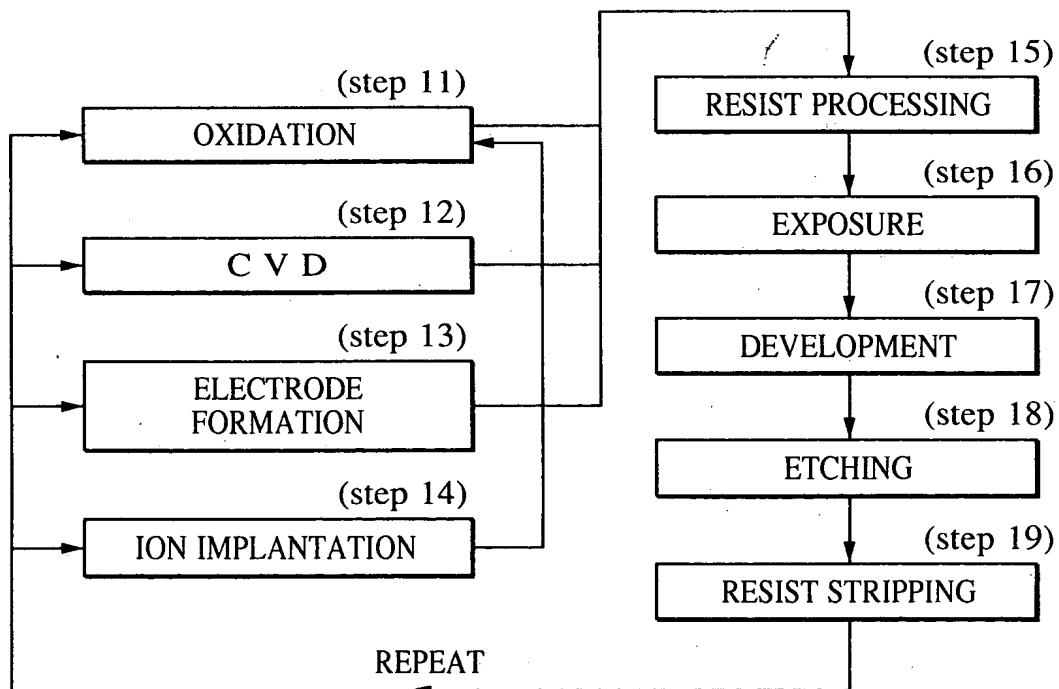 (step 11)
OXIDATION
(step 12)
C V D
(step 13)
ELECTRODE
FORMATION
(step 14)
ION IMPLANTATION
(step 15)
RESIST PROCESSING
(step 16)
EXPOSURE
(step 17)
DEVELOPMENT
(step 18)
ETCHING
(step 19)
RESIST STRIPPING
REPEAT